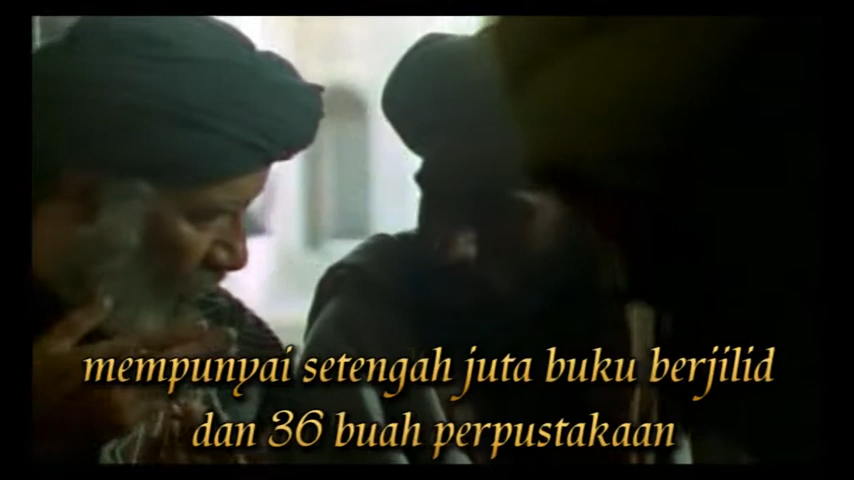 mempunyai setengah juta buku berjilid
dan 36 buah perpustakaan